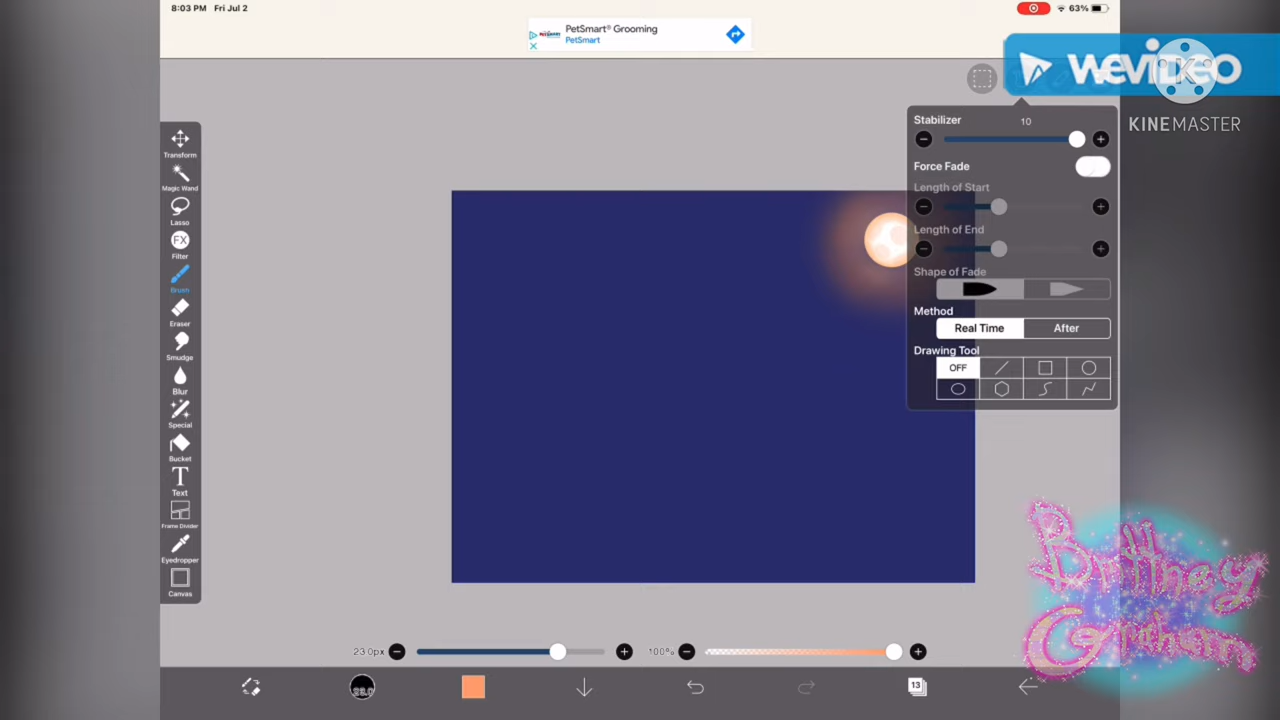 8:03 PM Fri Jul 2
63%
PetSmart® Grooming
PetSmart
WeVideo
KINEMASTER
Stabilizer 10
Force Fade
Length of Start
Length of End
Shape of Fade
Method
Real Time After
Drawing Tool
OFF
Transform
Magic Wand
Lasso
FX
Filter
Brush
Eraser
Smudge
Blur
Special
Bucket
T
Text
Frame Divider
Eyedropper
Canvas
23.0px
100%
23.0
13
Brittney
Graham